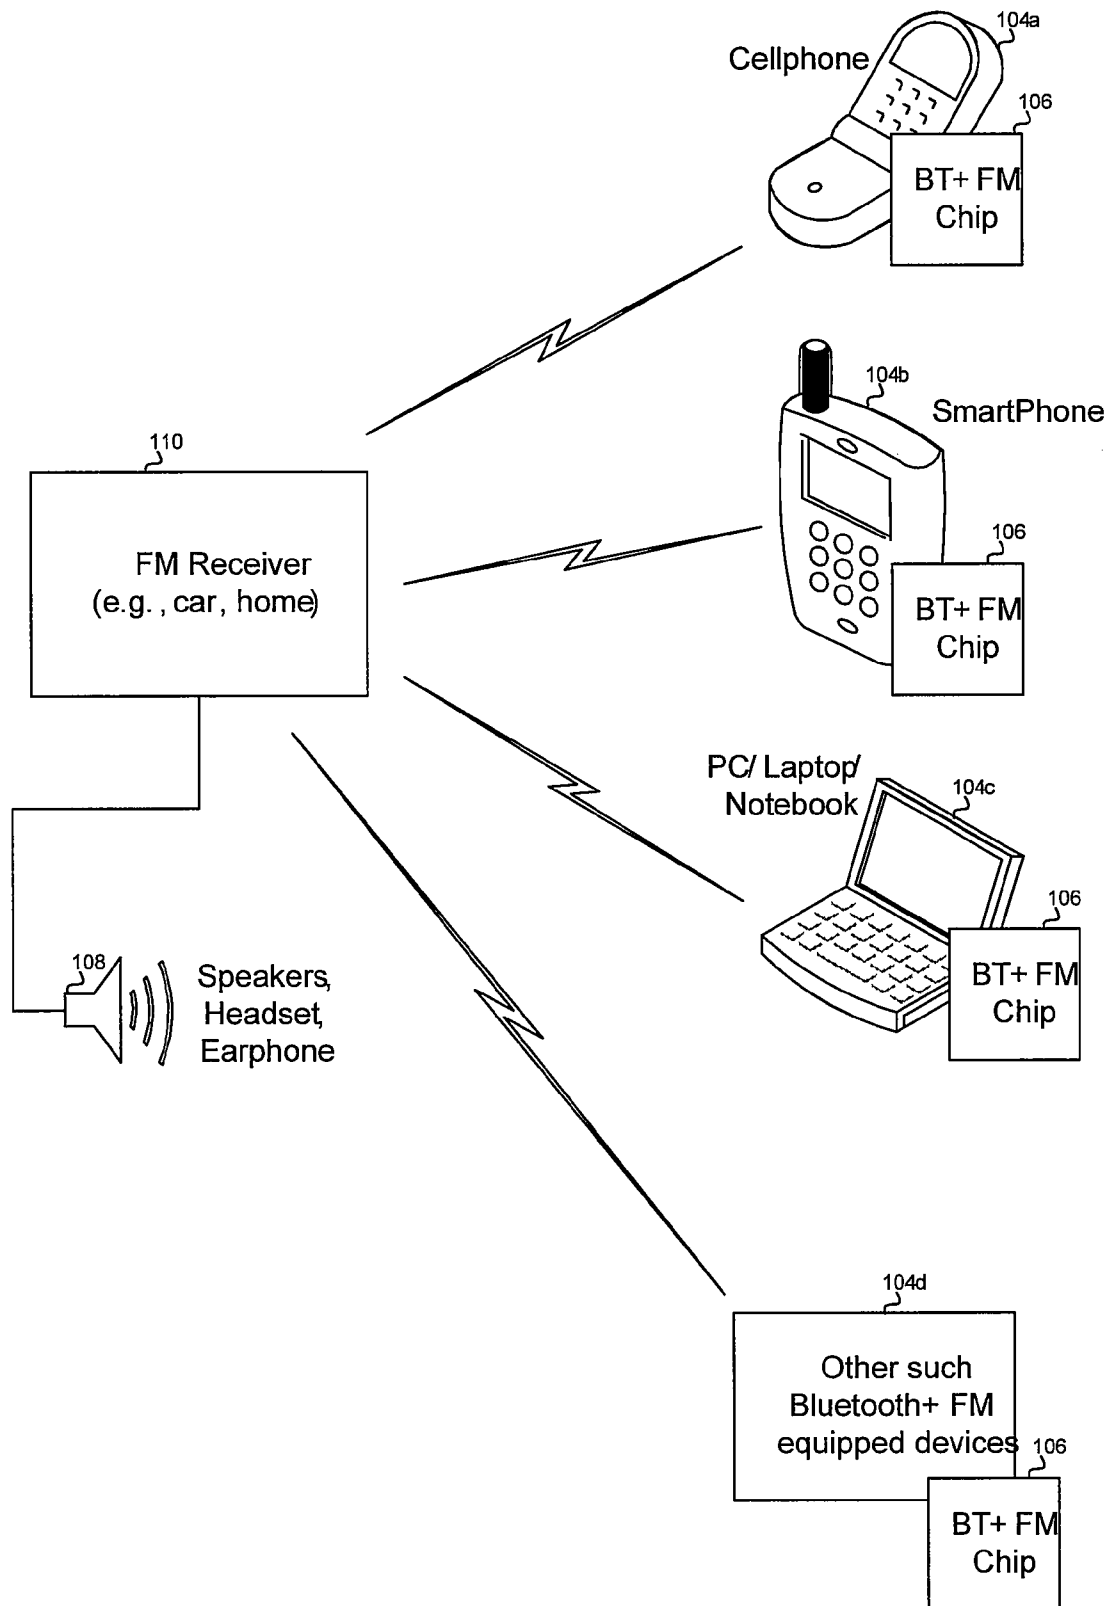 104a
Cellphone
106
BT+ FM
Chip
104b
SmartPhone
110
FM Receiver
(e.g., car, home)
106
BT+ FM
Chip
PC/ Laptop/
Notebook
104c
106
BT+ FM
Chip
108
Speakers,
Headset,
Earphone
104d
Other such
Bluetooth+ FM
equipped devices
106
BT+ FM
Chip